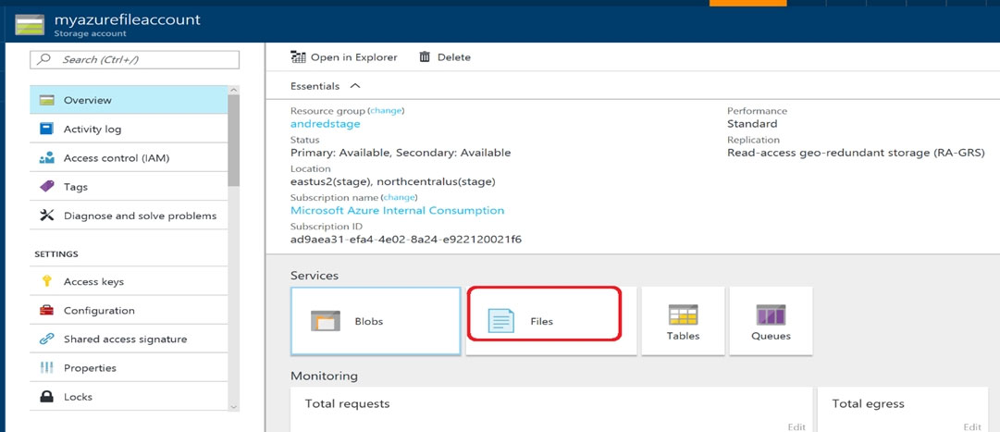 myazurefileaccount
Storage account
Search (Ctrl+/)
Overview
Activity log
Access control (IAM)
Tags
Diagnose and solve problems
SETTINGS
Access keys
Configuration
Shared access signature
Properties
Locks
Open in Explorer Delete
Essentials
Resource group (change)
andredstage
Status
Primary: Available, Secondary: Available
Location
eastus2(stage), northcentralus(stage)
Subscription name (change)
Microsoft Azure Internal Consumption
Subscription ID
ad9aea31-efa4-4e02-8a24-e922120021f6
Performance
Standard
Replication
Read-access geo-redundant storage (RA-GRS)
Services
Blobs Files Tables Queues
Monitoring
Total requests Total egress
Edit Edit